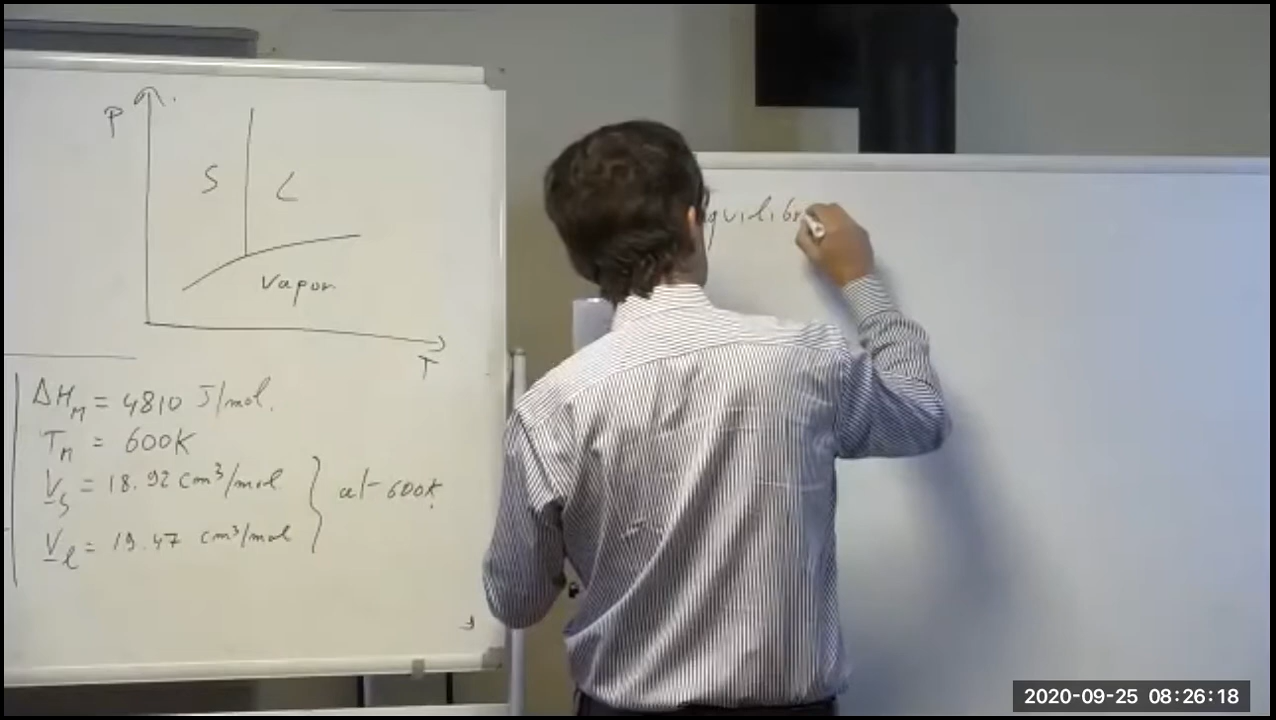 P
S
L
Vapor
T
ΔH_M = 4810 J/mol.
T_M = 600K
V_s = 18.92 cm³/mol
V_l = 19.47 cm³/mol
} at 600K
equilibr
2020-09-25 08:26:18